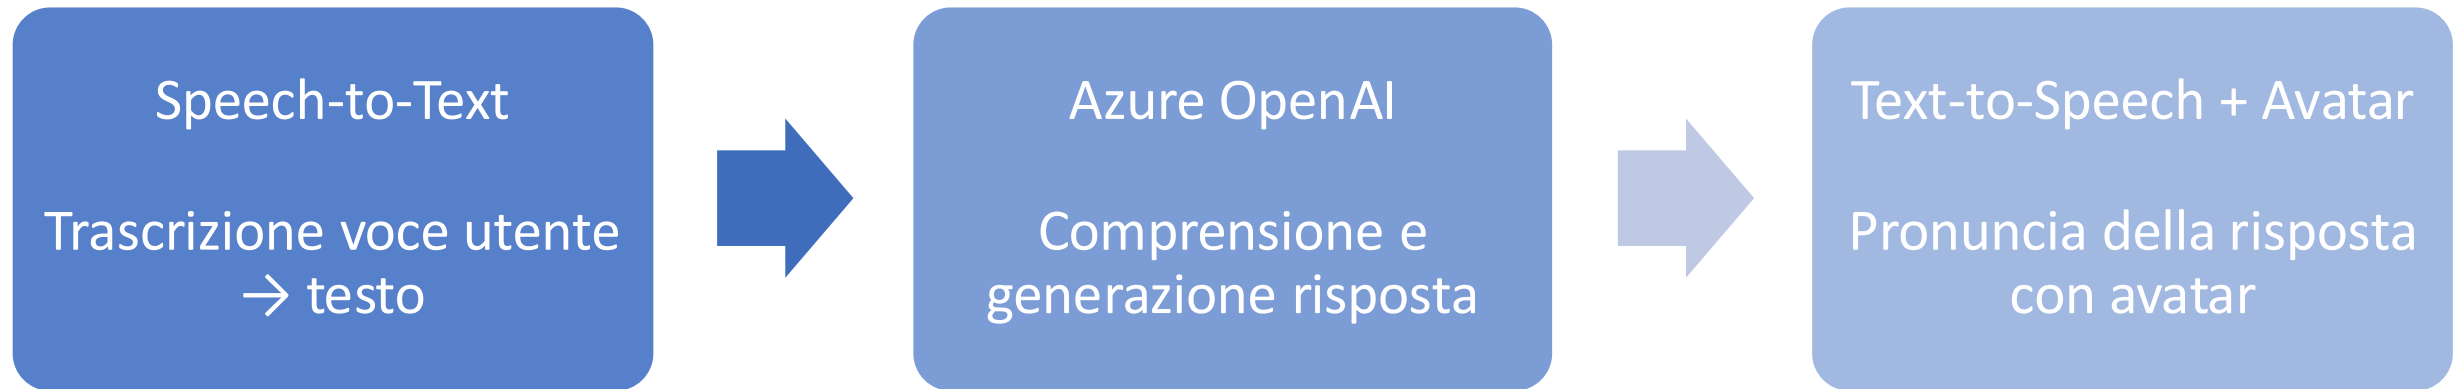 Speech-to-Text
Trascrizione voce utente
→ testo
Azure OpenAI
Comprensione e
generazione risposta
Text-to-Speech + Avatar
Pronuncia della risposta
con avatar